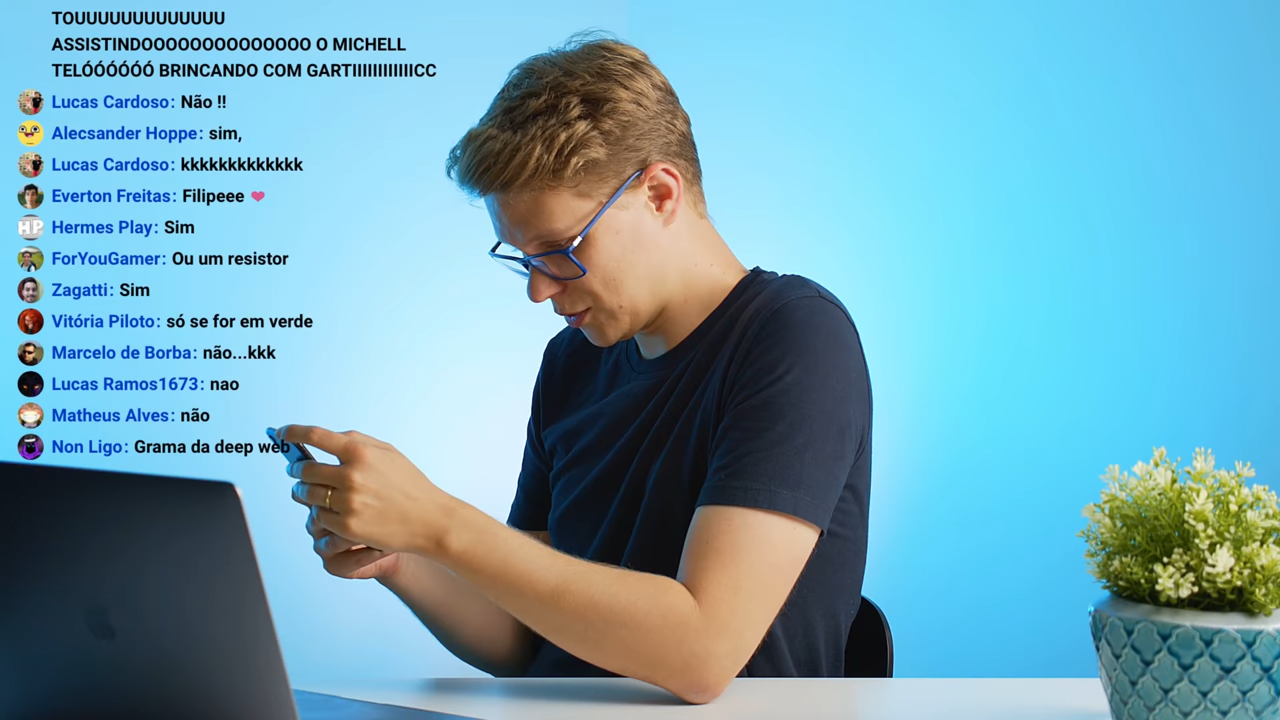 TOUUUUUUUUUUUUU
ASSISTINDOOOOOOOOOOOOOO O MICHELL
TELÓÓÓÓÓÓ BRINCANDO COM GARTIIIIIIIIIIIICC
Lucas Cardoso: Não !!
Alecsander Hoppe: sim,
Lucas Cardoso: kkkkkkkkkkkkk
Everton Freitas: Filipeee ❤
HP Hermes Play: Sim
ForYouGamer: Ou um resistor
Zagatti: Sim
Vitória Piloto: só se for em verde
Marcelo de Borba: não...kkk
Lucas Ramos1673: nao
Matheus Alves: não
Non Ligo: Grama da deep web